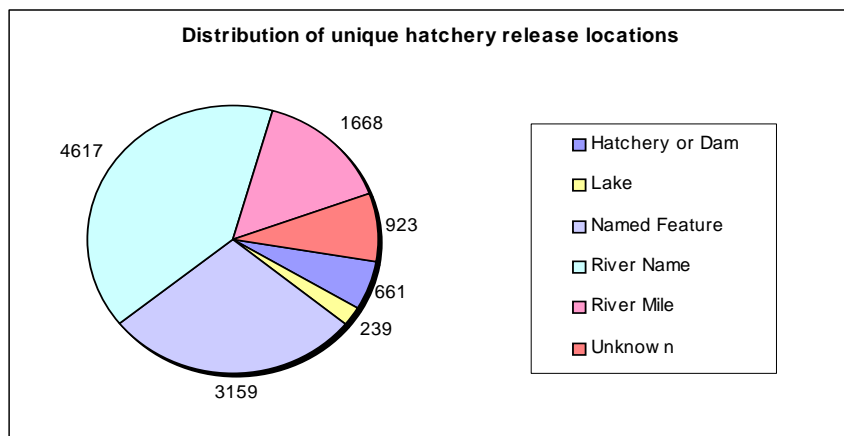 Distribution of unique hatchery release locations
1668
4617
923
661
239
3159
Hatchery or Dam
Lake
Named Feature
River Name
River Mile
Unknown